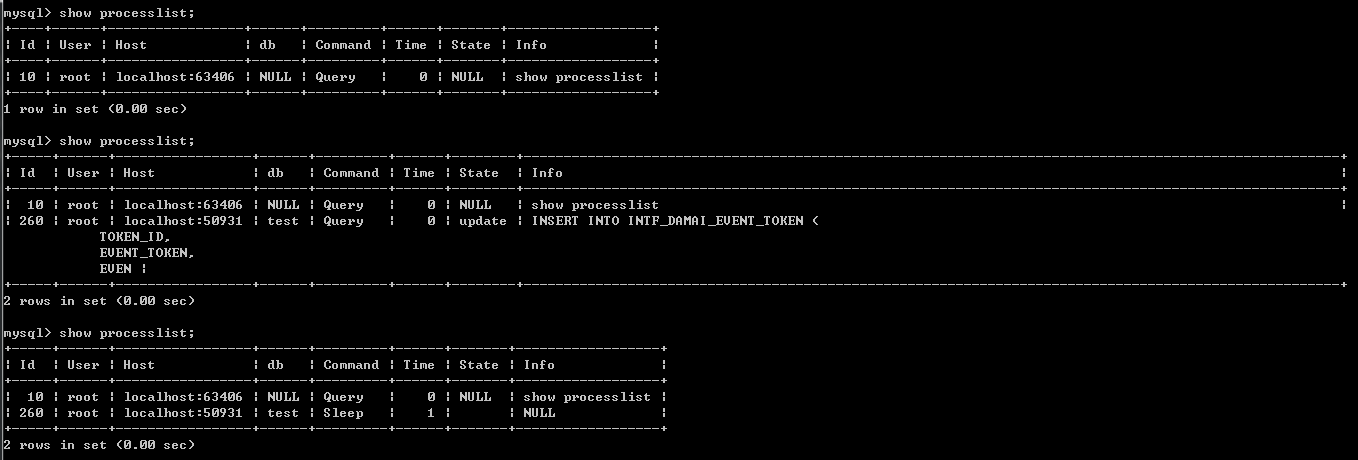 mysql> show processlist;
+----+------+-----------------+------+---------+------+-------+------------------+
¦ Id ¦ User ¦ Host            ¦ db   ¦ Command ¦ Time ¦ State ¦ Info             ¦
+----+------+-----------------+------+---------+------+-------+------------------+
¦ 10 ¦ root ¦ localhost:63406 ¦ NULL ¦ Query   ¦    0 ¦ NULL  ¦ show processlist ¦
+----+------+-----------------+------+---------+------+-------+------------------+
1 row in set (0.00 sec)
mysql> show processlist;
+-----+------+-----------------+------+---------+------+--------+------------------------------------------------------------------------------------------------------+
¦ Id  ¦ User ¦ Host            ¦ db   ¦ Command ¦ Time ¦ State  ¦ Info                                                                                                 ¦
+-----+------+-----------------+------+---------+------+--------+------------------------------------------------------------------------------------------------------+
¦  10 ¦ root ¦ localhost:63406 ¦ NULL ¦ Query   ¦    0 ¦ NULL   ¦ show processlist                                                                                     ¦
¦ 260 ¦ root ¦ localhost:50931 ¦ test ¦ Query   ¦    0 ¦ update ¦ INSERT INTO INTF_DAMAI_EVENT_TOKEN (
            TOKEN_ID,
            EVENT_TOKEN,
            EVEN ¦
+-----+------+-----------------+------+---------+------+--------+------------------------------------------------------------------------------------------------------+
2 rows in set (0.00 sec)
mysql> show processlist;
+-----+------+-----------------+------+---------+------+-------+------------------+
¦ Id  ¦ User ¦ Host            ¦ db   ¦ Command ¦ Time ¦ State ¦ Info             ¦
+-----+------+-----------------+------+---------+------+-------+------------------+
¦  10 ¦ root ¦ localhost:63406 ¦ NULL ¦ Query   ¦    0 ¦ NULL  ¦ show processlist ¦
¦ 260 ¦ root ¦ localhost:50931 ¦ test ¦ Sleep   ¦    1 ¦       ¦ NULL             ¦
+-----+------+-----------------+------+---------+------+-------+------------------+
2 rows in set (0.00 sec)